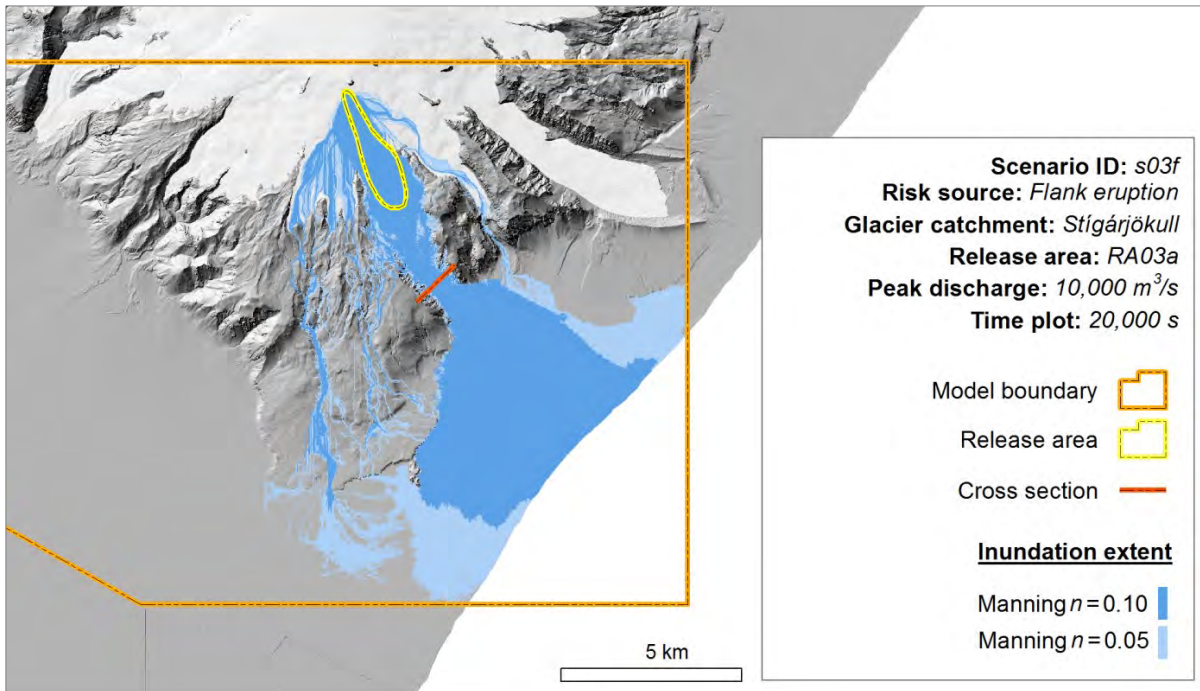 Scenario ID: s03f
Risk source: Flank eruption
Glacier catchment: Stígárjökull
Release area: RA03a
Peak discharge: 10,000 m³/s
Time plot: 20,000 s
Model boundary
Release area
Cross section
Inundation extent
Manning n = 0.10
Manning n = 0.05
5 km